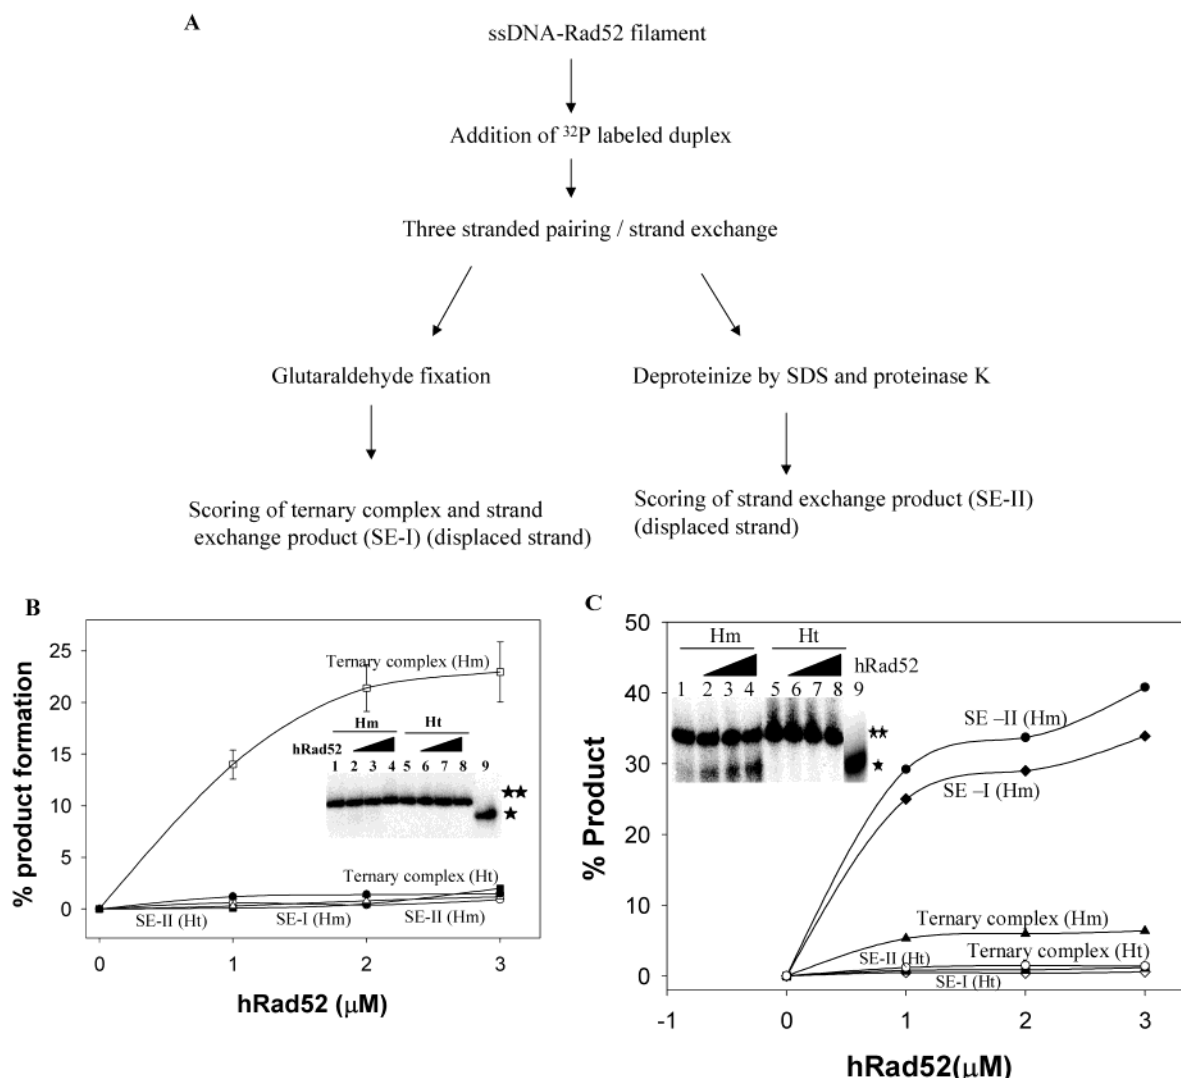 A
ssDNA-Rad52 filament
Addition of ³²P labeled duplex
Three stranded pairing / strand exchange
Glutaraldehyde fixation
Deproteinize by SDS and proteinase K
Scoring of ternary complex and strand
exchange product (SE-I) (displaced strand)
Scoring of strand exchange product (SE-II)
(displaced strand)
B
% product formation
25
20
15
10
5
0
Ternary complex (Hm)
Hm Ht
hRad52
1 2 3 4 5 6 7 8 9
★★
★
Ternary complex (Ht)
SE-II (Ht) SE-I (Hm) SE-II (Hm)
0 1 2 3
hRad52 (μM)
C
% Product
50
40
30
20
10
0
Hm Ht
hRad52
1 2 3 4 5 6 7 8 9
★★
★
SE –II (Hm)
SE –I (Hm)
Ternary complex (Hm)
Ternary complex (Ht)
SE-II (Ht)
SE-I (Ht)
-1 0 1 2 3
hRad52(μM)